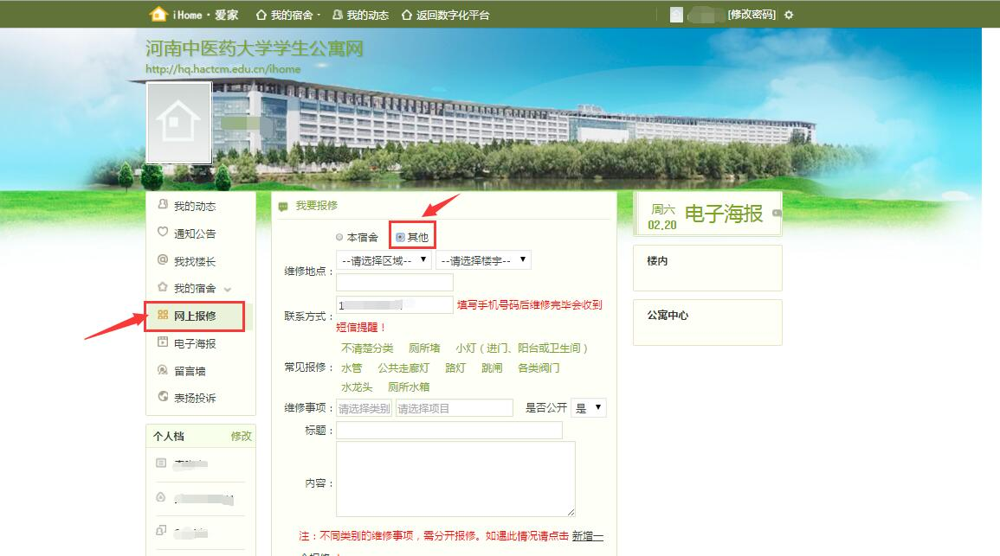 iHome · 爱家 我的宿舍 我的动态 返回数字化平台 [修改密码]
河南中医药大学学生公寓网
http://hq.hactcm.edu.cn/ihome
我的动态
通知公告
我找楼长
我的宿舍
网上报修
电子海报
留言墙
表扬投诉
个人档 修改
我要报修
本宿舍 其他
维修地点： --请选择区域-- --请选择楼宇--
联系方式： 1 填写手机号码后维修完毕会收到
短信提醒！
不清楚分类 厕所堵 小灯（进门、阳台或卫生间）
常见报修： 水管 公共走廊灯 路灯 跳闸 各类阀门
水龙头 厕所水箱
维修事项： 请选择类别 请选择项目 是否公开 是
标题：
内容：
注：不同类别的维修事项，需分开报修。如遇此情况请点击 新增一
周六
02.20 电子海报
楼内
公寓中心